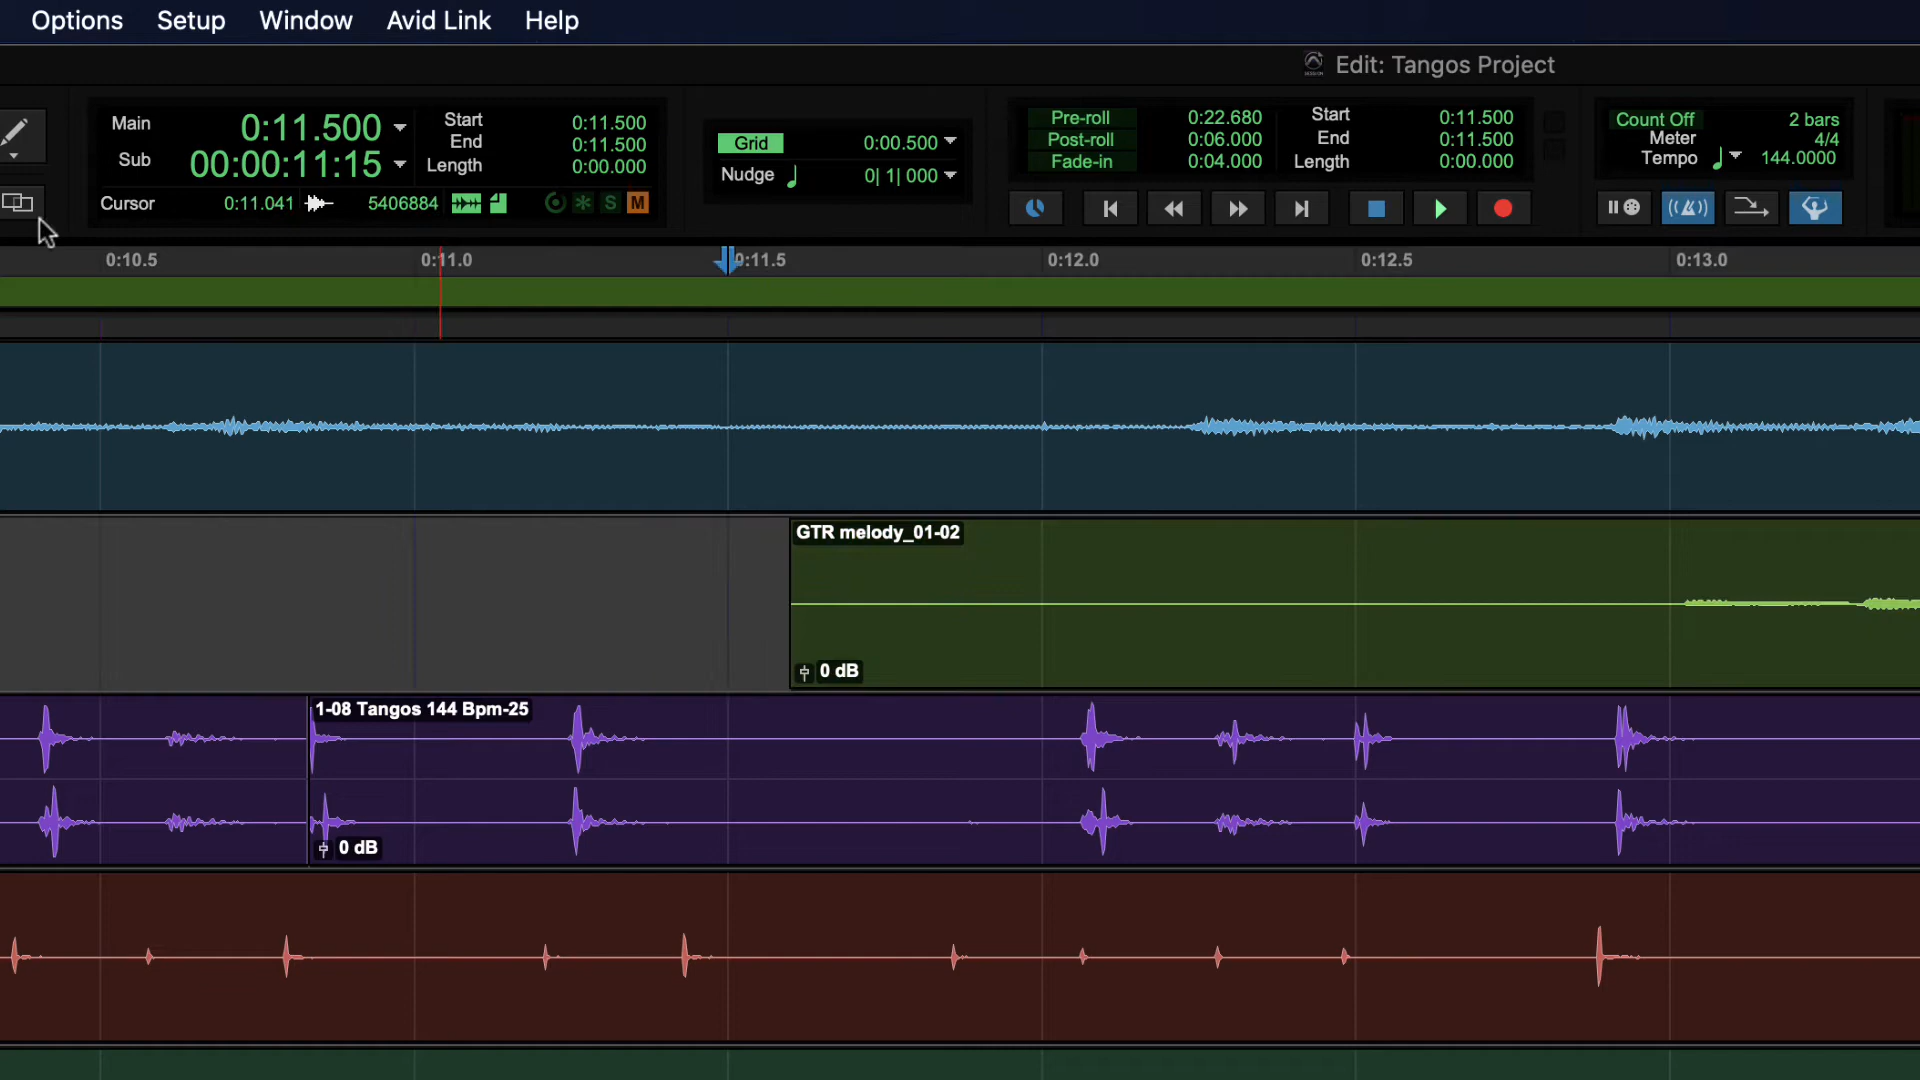 Options Setup Window Avid Link Help
Edit: Tangos Project
Main 0:11.500
Sub 00:00:11:15
Start 0:11.500
End 0:11.500
Length 0:00.000
Cursor 0:11.041 5406884 S M
Grid 0:00.500
Nudge 0| 1| 000
Pre-roll 0:22.680
Post-roll 0:06.000
Fade-in 0:04.000
Start 0:11.500
End 0:11.500
Length 0:00.000
Count Off 2 bars
Meter 4/4
Tempo 144.0000
0:10.5 0:11.0 0:11.5 0:12.0 0:12.5 0:13.0
GTR melody_01-02
0 dB
1-08 Tangos 144 Bpm-25
0 dB